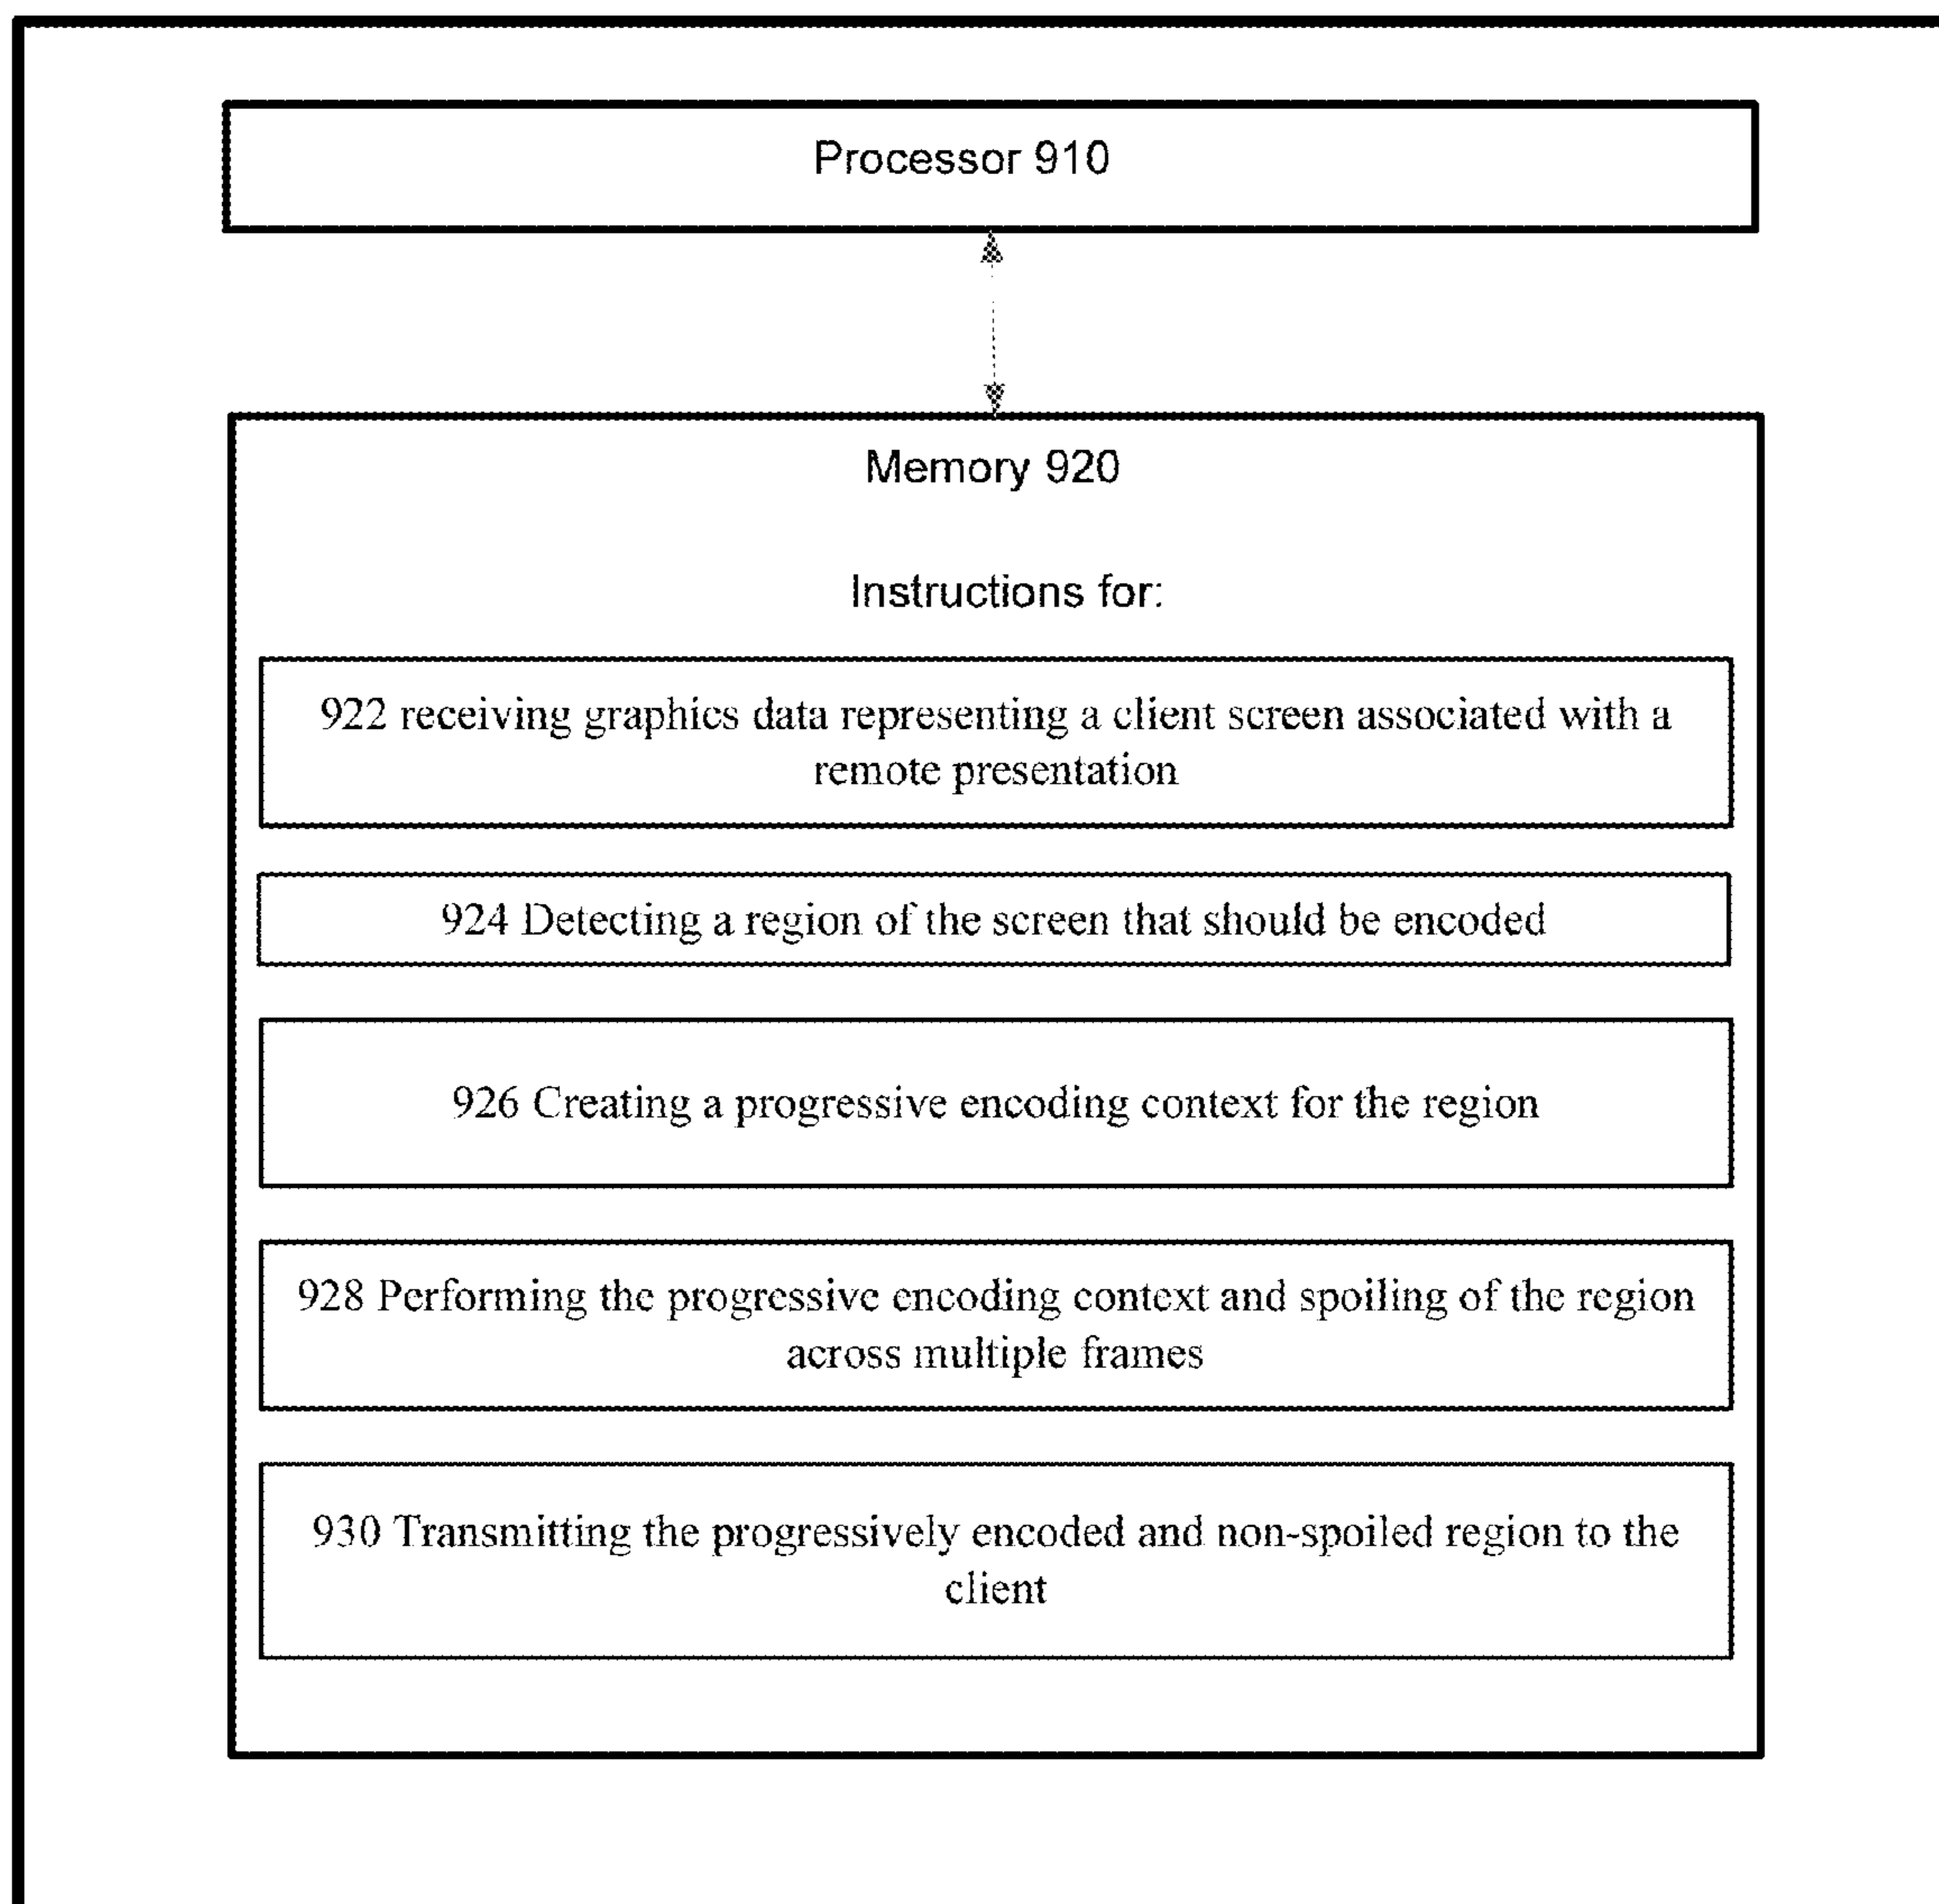 Processor 910
Memory 920
Instructions for:
922 receiving graphics data representing a client screen associated with a
remote presentation
924 Detecting a region of the screen that should be encoded
926 Creating a progressive encoding context for the region
928 Performing the progressive encoding context and spoiling of the region
across multiple frames
930 Transmitting the progressively encoded and non-spoiled region to the
client